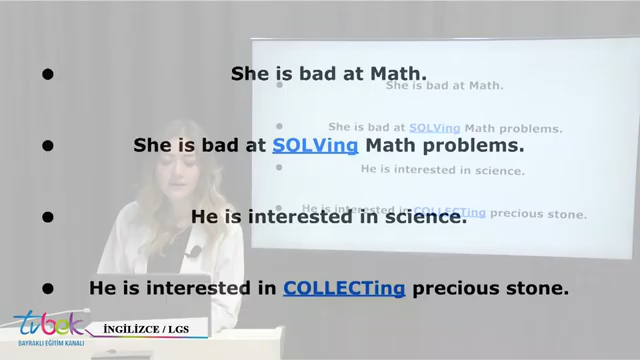 She is bad at Math.
She is bad at SOLVing Math problems.
He is interested in science.
He is interested in COLLECTing precious stone.
She is bad at Math.
She is bad at SOLVing Math problems.
He is interested in science.
He is interested in COLLECTing precious stone.
tvbek
BAYRAKLI EĞİTİM KANALI
İNGİLİZCE / LGS